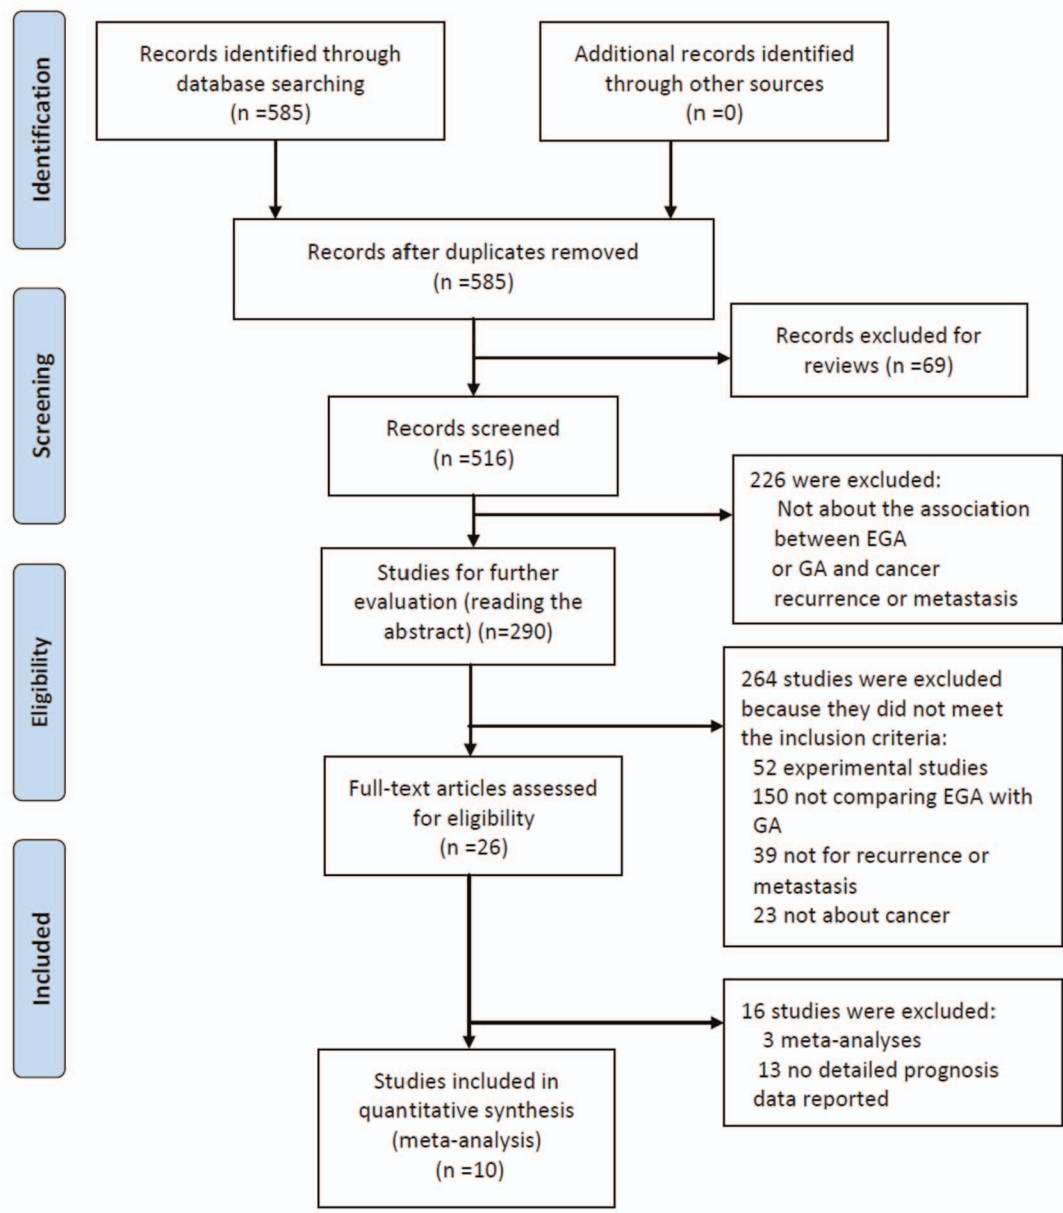 Identification
Records identified through
database searching
(n =585)
Additional records identified
through other sources
(n =0)
Records after duplicates removed
(n =585)
Screening
Records excluded for
reviews (n =69)
Records screened
(n =516)
226 were excluded:
Not about the association
between EGA
or GA and cancer
recurrence or metastasis
Eligibility
Studies for further
evaluation (reading the
abstract) (n=290)
264 studies were excluded
because they did not meet
the inclusion criteria:
52 experimental studies
150 not comparing EGA with
GA
39 not for recurrence or
metastasis
23 not about cancer
Full-text articles assessed
for eligibility
(n =26)
Included
16 studies were excluded:
3 meta-analyses
13 no detailed prognosis
data reported
Studies included in
quantitative synthesis
(meta-analysis)
(n =10)